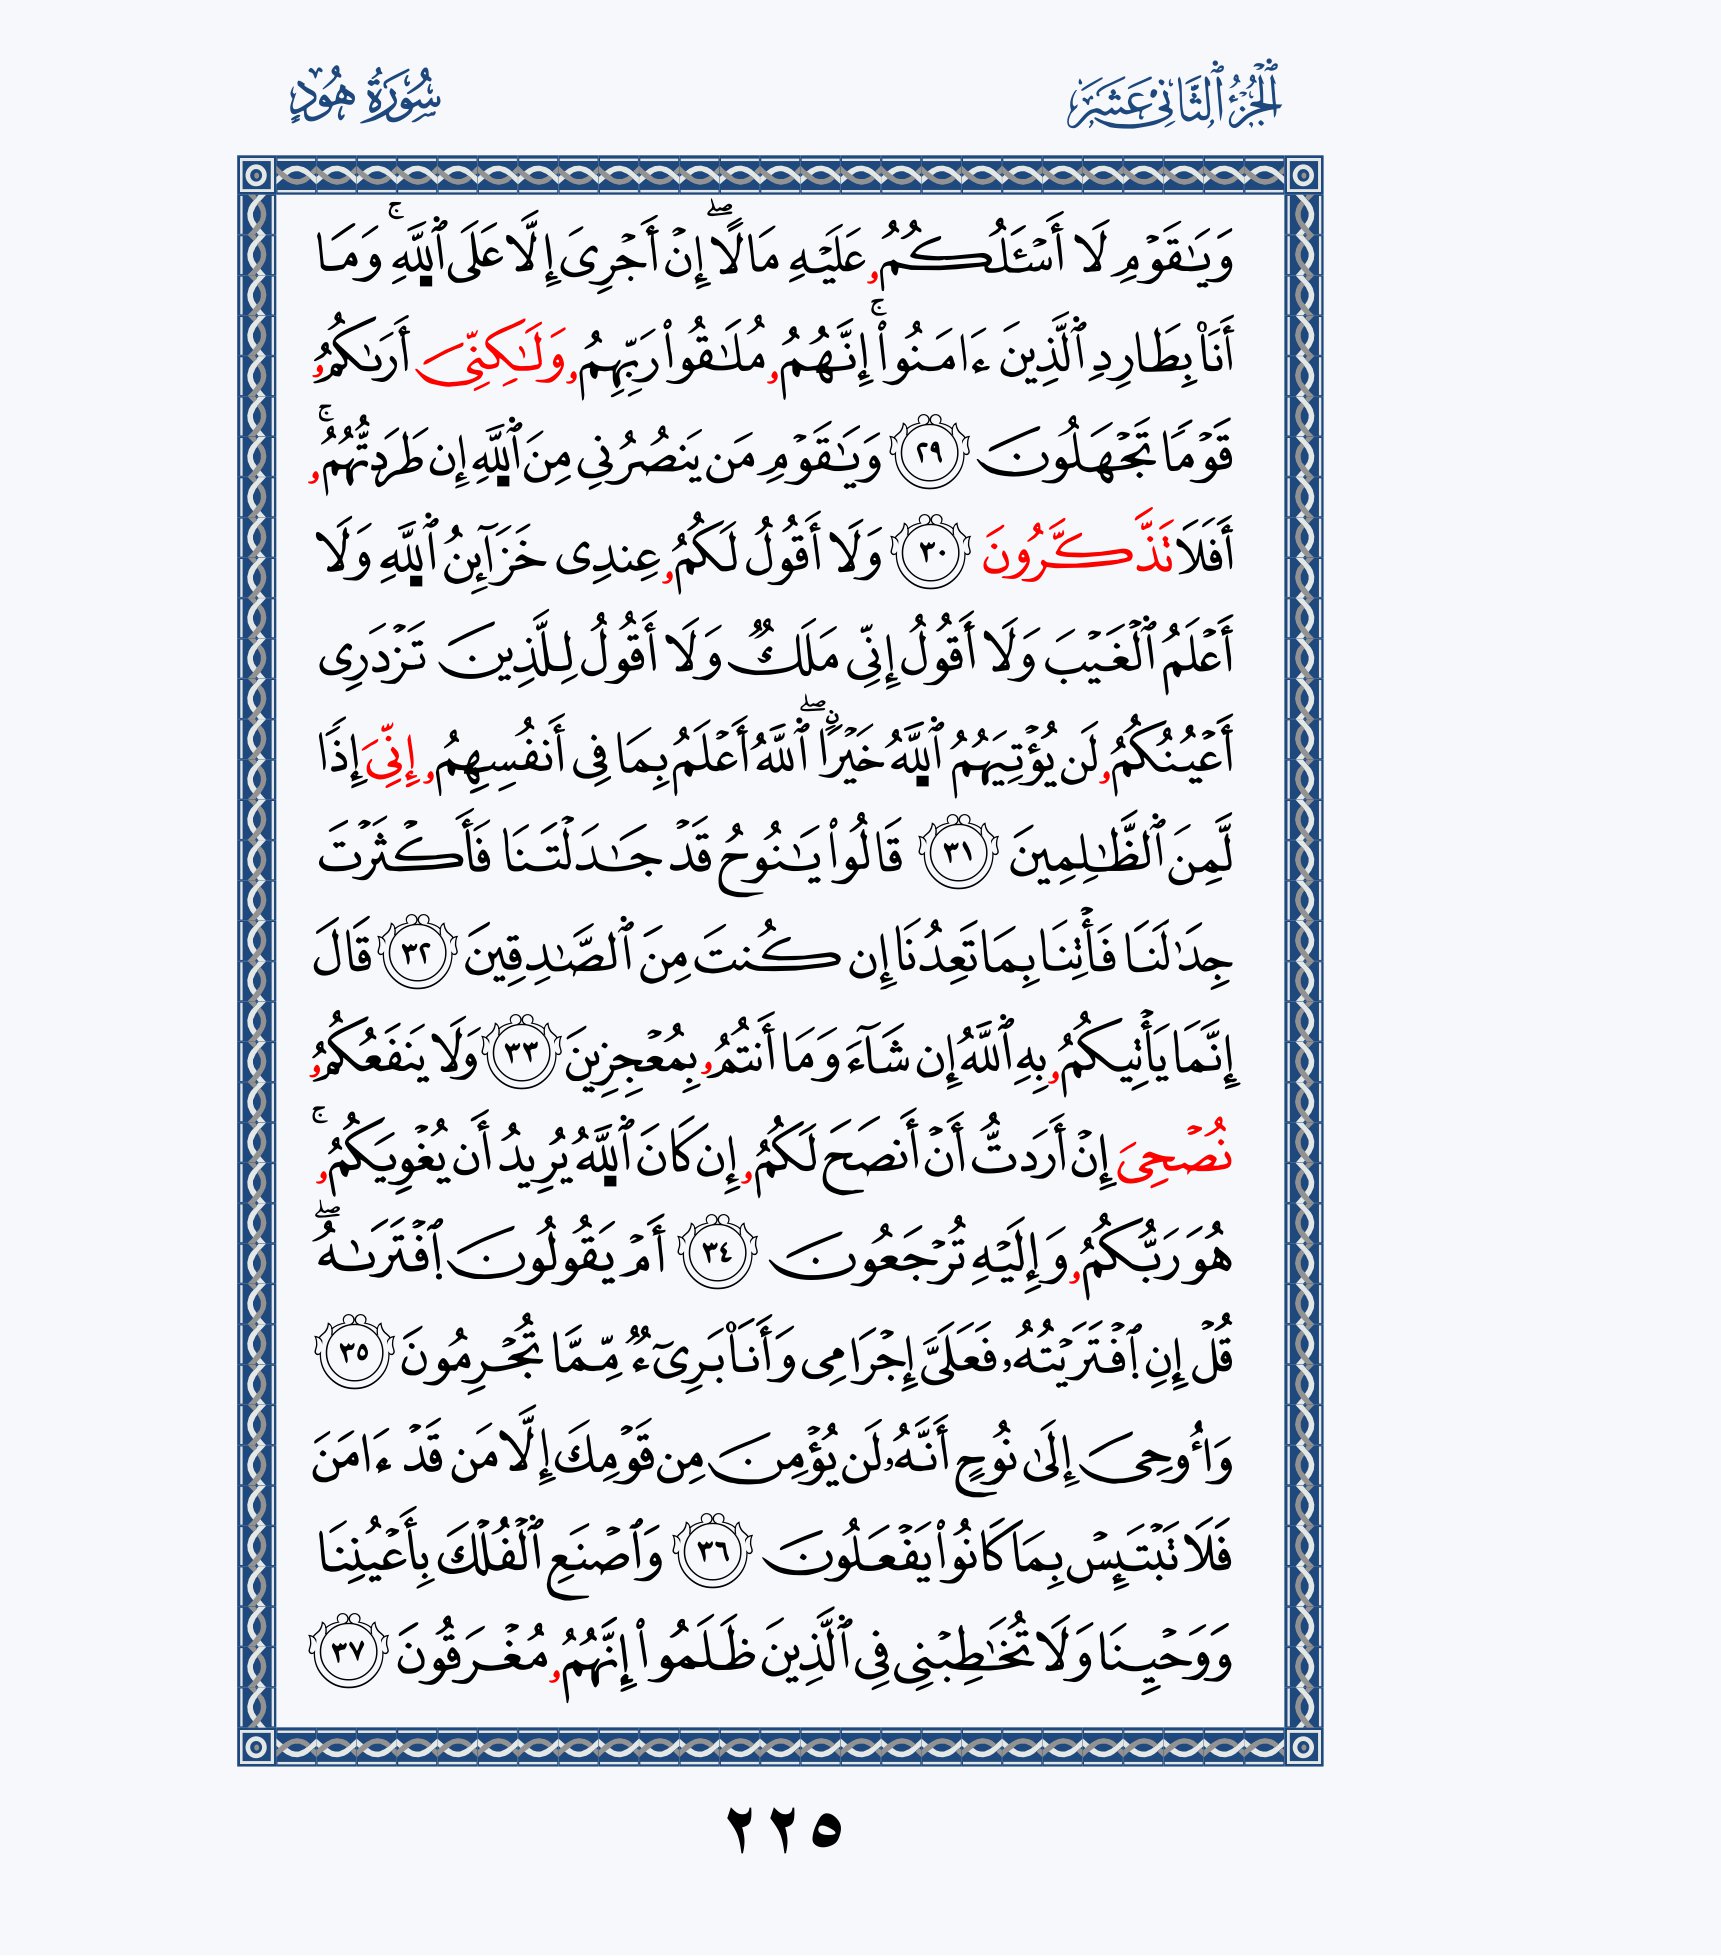 ٱلْجُزْءُ ٱلثَّانِيْ عَشَرَ
سُورَةُ هُودٍ
وَيَٰقَوْمِ لَا أَسْـَٔلُكُمُۥ عَلَيْهِ مَالًاۖ إِنْ أَجْرِىَ إِلَّا عَلَى ٱللَّهِۚ وَمَا
أَنَا۠ بِطَارِدِ ٱلَّذِينَ ءَامَنُواْۚ إِنَّهُمُۥ مُلَٰقُواْ رَبِّهِمُۥ وَلَٰكِنِّىَ أَرَىٰكُمُۥ
قَوْمًا تَجْهَلُونَ ٢٩ وَيَٰقَوْمِ مَن يَنصُرُنِى مِنَ ٱللَّهِ إِن طَرَدتُّهُمُۥۚ
أَفَلَا تَذَّكَّرُونَ ٣٠ وَلَا أَقُولُ لَكُمُۥ عِندِى خَزَآئِنُ ٱللَّهِ وَلَا
أَعْلَمُ ٱلْغَيْبَ وَلَا أَقُولُ إِنِّى مَلَكٌ وَلَا أَقُولُ لِلَّذِينَ تَزْدَرِى
أَعْيُنُكُمُۥ لَن يُؤْتِيَهُمُ ٱللَّهُ خَيْرًاۖ ٱللَّهُ أَعْلَمُ بِمَا فِى أَنفُسِهِمُۥ إِنِّىَ إِذًا
لَّمِنَ ٱلظَّٰلِمِينَ ٣١ قَالُواْ يَٰنُوحُ قَدْ جَٰدَلْتَنَا فَأَكْثَرْتَ
جِدَٰلَنَا فَأْتِنَا بِمَا تَعِدُنَا إِن كُنتَ مِنَ ٱلصَّٰدِقِينَ ٣٢ قَالَ
إِنَّمَا يَأْتِيكُمُۥ بِهِ ٱللَّهُ إِن شَآءَ وَمَا أَنتُمُۥ بِمُعْجِزِينَ ٣٣ وَلَا يَنفَعُكُمُۥ
نُصْحِىَ إِنْ أَرَدتُّ أَنْ أَنصَحَ لَكُمُۥ إِن كَانَ ٱللَّهُ يُرِيدُ أَن يُغْوِيَكُمُۥۚ
هُوَ رَبُّكُمُۥ وَإِلَيْهِ تُرْجَعُونَ ٣٤ أَمْ يَقُولُونَ ٱفْتَرَىٰهُۖ
قُلْ إِنِ ٱفْتَرَيْتُهُۥ فَعَلَىَّ إِجْرَامِى وَأَنَا۠ بَرِىٓءٌ مِّمَّا تُجْرِمُونَ ٣٥
وَأُوحِىَ إِلَىٰ نُوحٍ أَنَّهُۥ لَن يُؤْمِنَ مِن قَوْمِكَ إِلَّا مَن قَدْ ءَامَنَ
فَلَا تَبْتَئِسْ بِمَا كَانُواْ يَفْعَلُونَ ٣٦ وَٱصْنَعِ ٱلْفُلْكَ بِأَعْيُنِنَا
وَوَحْيِنَا وَلَا تُخَٰطِبْنِى فِى ٱلَّذِينَ ظَلَمُواْ إِنَّهُمُۥ مُغْرَقُونَ ٣٧
٢٢٥